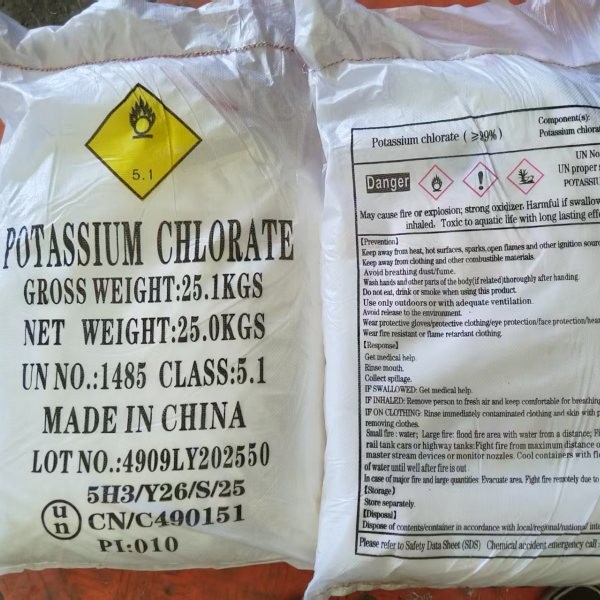 5.1
POTASSIUM CHLORATE
GROSS WEIGHT:25.1KGS
NET WEIGHT:25.0KGS
UN NO.:1485 CLASS:5.1
MADE IN CHINA
LOT NO.:4909LY202550
un
5H3/Y26/S/25
CN/C490151
PI:010
Potassium chlorate ( ≥99%)
Component(s):
Potassium chlorat
UN No
UN proper
POTASSIU
Danger
May cause fire or explosion; strong oxidizer. Harmful if swallow
inhaled. Toxic to aquatic life with long lasting effe
【Prevention】
Keep away from heat, hot surfaces, sparks, open flames and other ignition sourc
Keep away from clothing and other combustible materials.
Avoid breathing dust/fume.
Wash hands and other parts of the body(if related)thoroughly after handing.
Do not eat, drink or smoke when using this product.
Use only outdoors or with adequate ventilation.
Avoid release to the environment.
Wear protective gloves/protective clothing/eye protection/face protection/hear
Wear fire resistant or flame retardant clothing.
【Response】
Get medical help.
Rinse mouth.
Collect spillage.
IF SWALLOWED: Get medical help.
IF INHALED: Remove person to fresh air and keep comfortable for breathing
IF ON CLOTHING: Rinse immediately contaminated clothing and skin with p
removing clothes.
Small fire: water; Large fire: flood fire area with water from a distance; Fi
rail tank cars or highway tanks:Fight fire from maximum distance o
master stream devices or monitor nozzles. Cool containers with flo
of water until well after fire is out
In case of major fire and large quantities: Evacuate area. Fight fire remotely due to
【Storage】
Store separately.
【Disposal】
Dispose of contents/container in accordance with local/regional/national/inte
Please refer to Safety Data Sheet (SDS) Chemical accident emergency call: